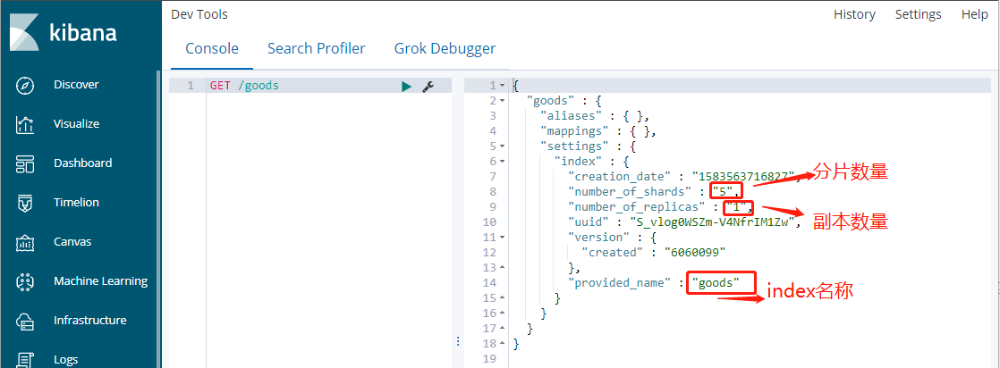 kibana
Discover
Visualize
Dashboard
Timelion
Canvas
Machine Learning
Infrastructure
Logs
Dev Tools
History Settings Help
Console Search Profiler Grok Debugger
1 GET /goods
1 {
2 "goods" : {
3 "aliases" : { },
4 "mappings" : { },
5 "settings" : {
6 "index" : {
7 "creation_date" : "1583563716827",
8 "number_of_shards" : "5",
9 "number_of_replicas" : "1",
10 "uuid" : "S_vlog0WSZm-V4NfrIM1Zw",
11 "version" : {
12 "created" : "6060099"
13 },
14 "provided_name" : "goods"
15 }
16 }
17 }
18 }
19
分片数量
副本数量
index名称